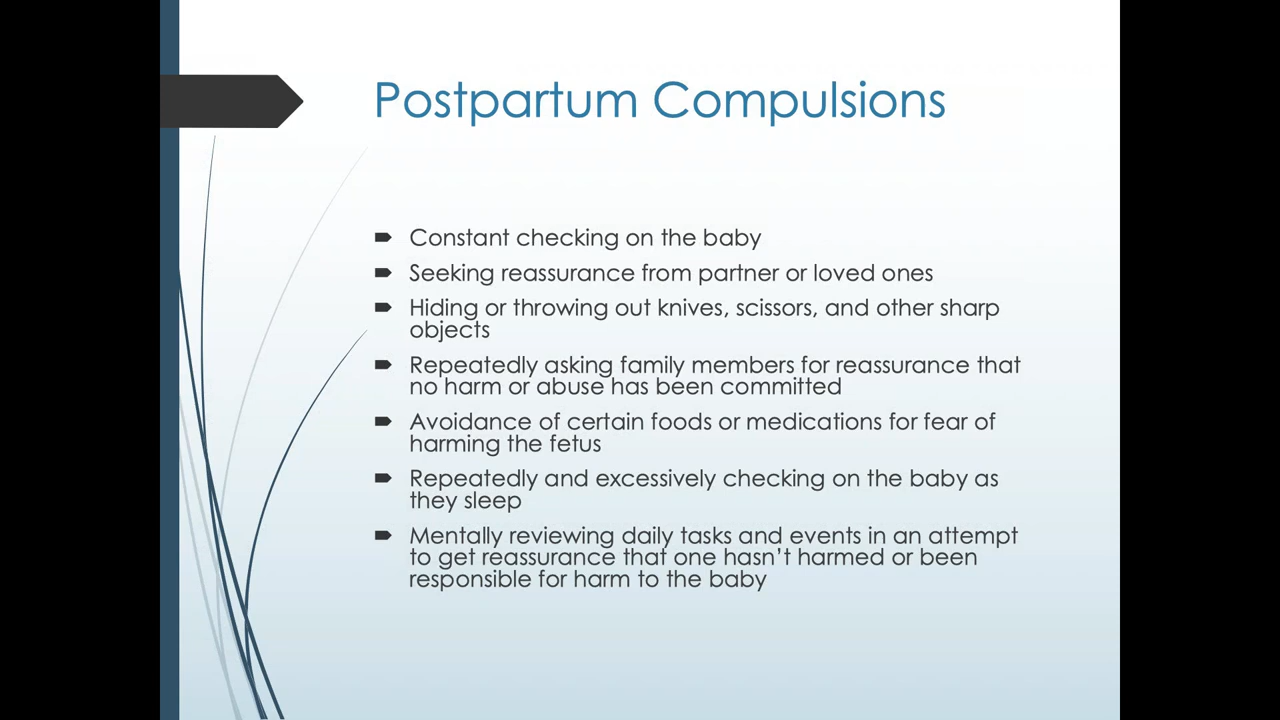 Postpartum Compulsions
Constant checking on the baby
Seeking reassurance from partner or loved ones
Hiding or throwing out knives, scissors, and other sharp
objects
Repeatedly asking family members for reassurance that
no harm or abuse has been committed
Avoidance of certain foods or medications for fear of
harming the fetus
Repeatedly and excessively checking on the baby as
they sleep
Mentally reviewing daily tasks and events in an attempt
to get reassurance that one hasn't harmed or been
responsible for harm to the baby